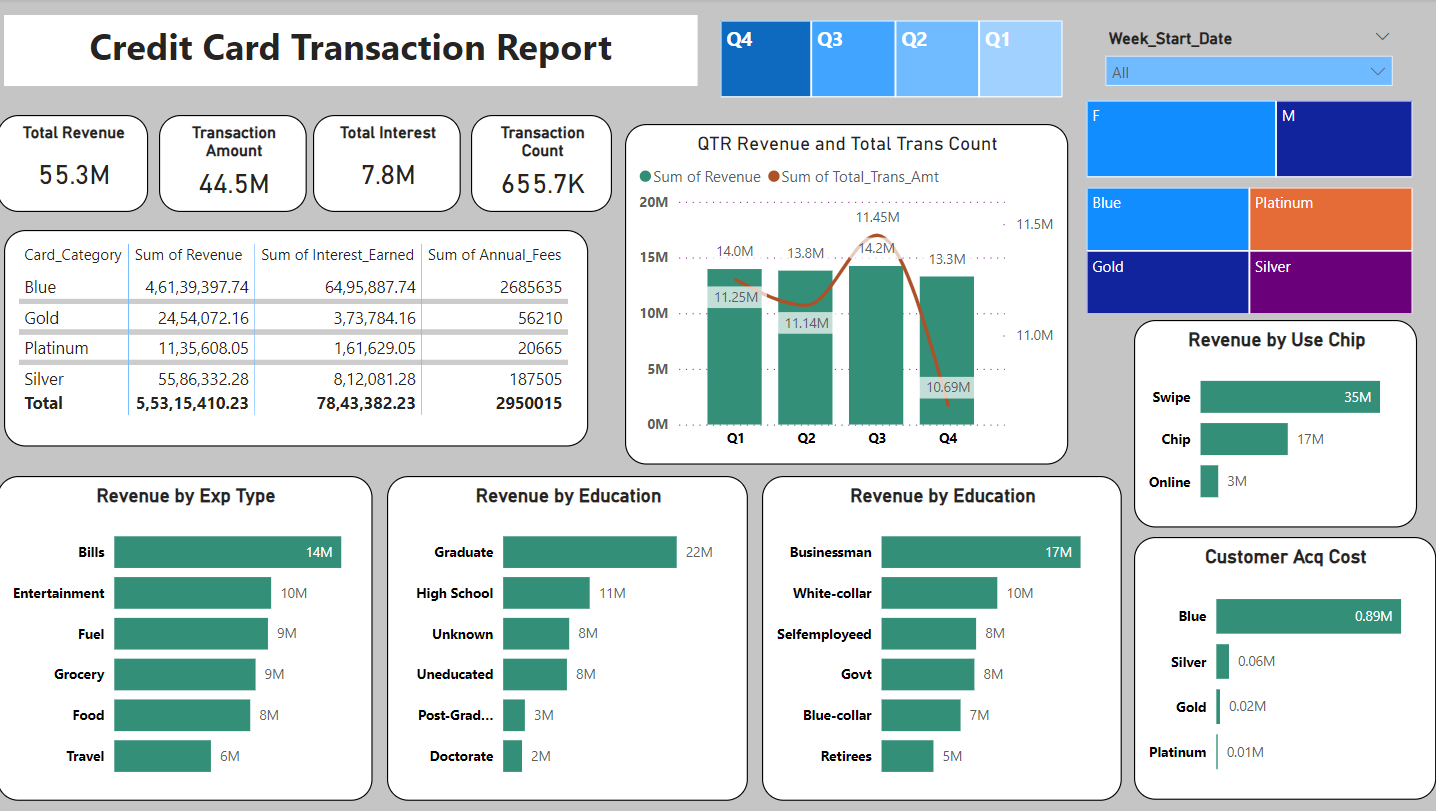 Credit Card Transaction Report
Q4 Q3 Q2 Q1
Week_Start_Date
All
F M
Blue Platinum
Gold Silver
Total Revenue
55.3M
Transaction
Amount
44.5M
Total Interest
7.8M
Transaction
Count
655.7K
Card_Category Sum of Revenue Sum of Interest_Earned Sum of Annual_Fees
Blue 4,61,39,397.74 64,95,887.74 2685635
Gold 24,54,072.16 3,73,784.16 56210
Platinum 11,35,608.05 1,61,629.05 20665
Silver 55,86,332.28 8,12,081.28 187505
Total 5,53,15,410.23 78,43,382.23 2950015
QTR Revenue and Total Trans Count
Sum of Revenue Sum of Total_Trans_Amt
20M
15M
10M
5M
0M
14.0M 13.8M 14.2M 13.3M
11.25M 11.14M 11.45M 10.69M
11.5M
11.0M
Q1 Q2 Q3 Q4
Revenue by Use Chip
Swipe 35M
Chip 17M
Online 3M
Revenue by Exp Type
Bills 14M
Entertainment 10M
Fuel 9M
Grocery 9M
Food 8M
Travel 6M
Revenue by Education
Graduate 22M
High School 11M
Unknown 8M
Uneducated 8M
Post-Grad... 3M
Doctorate 2M
Revenue by Education
Businessman 17M
White-collar 10M
Selfemployeed 8M
Govt 8M
Blue-collar 7M
Retirees 5M
Customer Acq Cost
Blue 0.89M
Silver 0.06M
Gold 0.02M
Platinum 0.01M